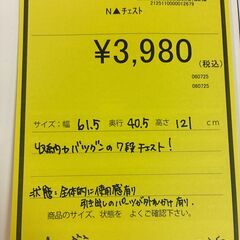 2135110000012679
N▲チェスト
¥3,980
(税込)
060725
060725
サイズ：幅 61.5 奥行 40.5 高さ 121 cm
収納力バツグンの7段チェスト！
状態：全体的に使用感有り
引き出しのパーツが外れかけ有り.
商品のサイズ、状態を よくご確認下さい。